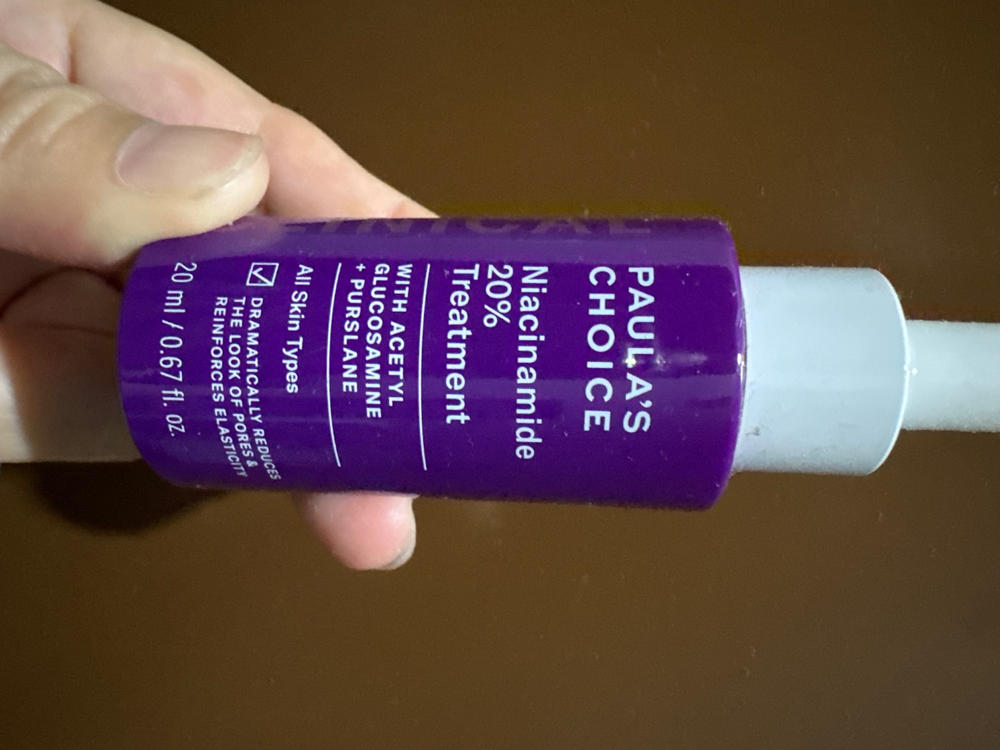 CLINICAL
PAULA'S
CHOICE
Niacinamide
20%
Treatment
WITH ACETYL
GLUCOSAMINE
+ PURSLANE
All Skin Types
DRAMATICALLY REDUCES
THE LOOK OF PORES &
REINFORCES ELASTICITY
20 ml / 0.67 fl. oz.